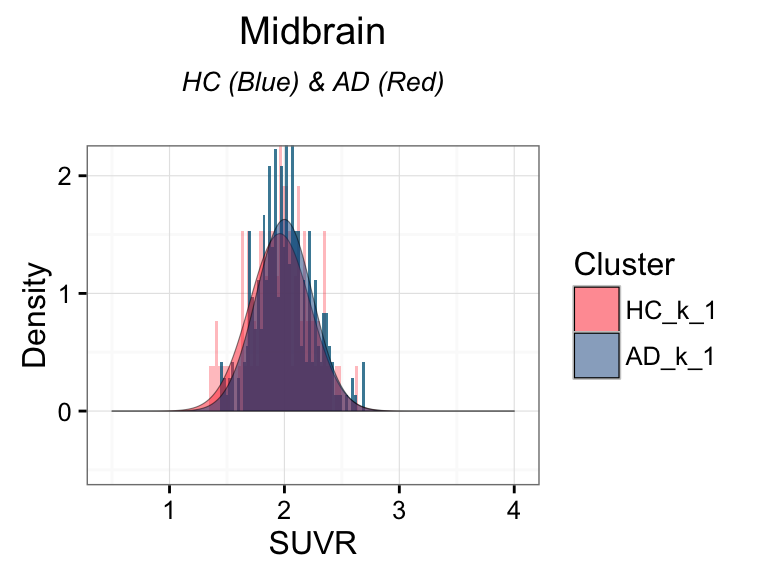 Midbrain
HC (Blue) & AD (Red)
2
1
0
Density
1 2 3 4
SUVR
Cluster
HC_k_1
AD_k_1